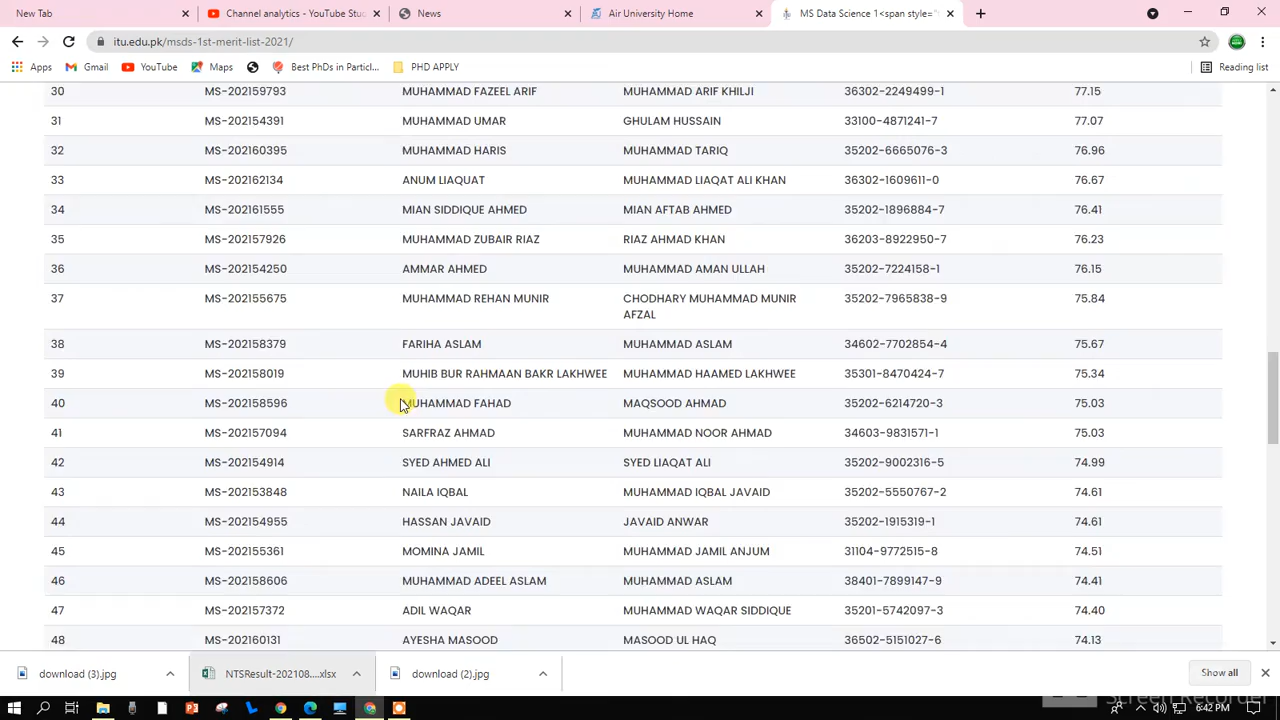 New Tab
Channel analytics - YouTube Stu
News
Air University Home
MS Data Science 1<span style="
itu.edu.pk/msds-1st-merit-list-2021/
Apps Gmail YouTube Maps Best PhDs in Particl... PHD APPLY Reading list
30 MS-202159793 MUHAMMAD FAZEEL ARIF MUHAMMAD ARIF KHILJI 36302-2249499-1 77.15
31 MS-202154391 MUHAMMAD UMAR GHULAM HUSSAIN 33100-4871241-7 77.07
32 MS-202160395 MUHAMMAD HARIS MUHAMMAD TARIQ 35202-6665076-3 76.96
33 MS-202162134 ANUM LIAQUAT MUHAMMAD LIAQAT ALI KHAN 36302-1609611-0 76.67
34 MS-202161555 MIAN SIDDIQUE AHMED MIAN AFTAB AHMED 35202-1896884-7 76.41
35 MS-202157926 MUHAMMAD ZUBAIR RIAZ RIAZ AHMAD KHAN 36203-8922950-7 76.23
36 MS-202154250 AMMAR AHMED MUHAMMAD AMAN ULLAH 35202-7224158-1 76.15
37 MS-202155675 MUHAMMAD REHAN MUNIR CHODHARY MUHAMMAD MUNIR 35202-7965838-9 75.84
AFZAL
38 MS-202158379 FARIHA ASLAM MUHAMMAD ASLAM 34602-7702854-4 75.67
39 MS-202158019 MUHIB BUR RAHMAAN BAKR LAKHWEE MUHAMMAD HAAMED LAKHWEE 35301-8470424-7 75.34
40 MS-202158596 MUHAMMAD FAHAD MAQSOOD AHMAD 35202-6214720-3 75.03
41 MS-202157094 SARFRAZ AHMAD MUHAMMAD NOOR AHMAD 34603-9831571-1 75.03
42 MS-202154914 SYED AHMED ALI SYED LIAQAT ALI 35202-9002316-5 74.99
43 MS-202153848 NAILA IQBAL MUHAMMAD IQBAL JAVAID 35202-5550767-2 74.61
44 MS-202154955 HASSAN JAVAID JAVAID ANWAR 35202-1915319-1 74.61
45 MS-202155361 MOMINA JAMIL MUHAMMAD JAMIL ANJUM 31104-9772515-8 74.51
46 MS-202158606 MUHAMMAD ADEEL ASLAM MUHAMMAD ASLAM 38401-7899147-9 74.41
47 MS-202157372 ADIL WAQAR MUHAMMAD WAQAR SIDDIQUE 35201-5742097-3 74.40
48 MS-202160131 AYESHA MASOOD MASOOD UL HAQ 36502-5151027-6 74.13
download (3).jpg NTSResult-202108....xlsx download (2).jpg Show all
Screen Recorder
6:42 PM